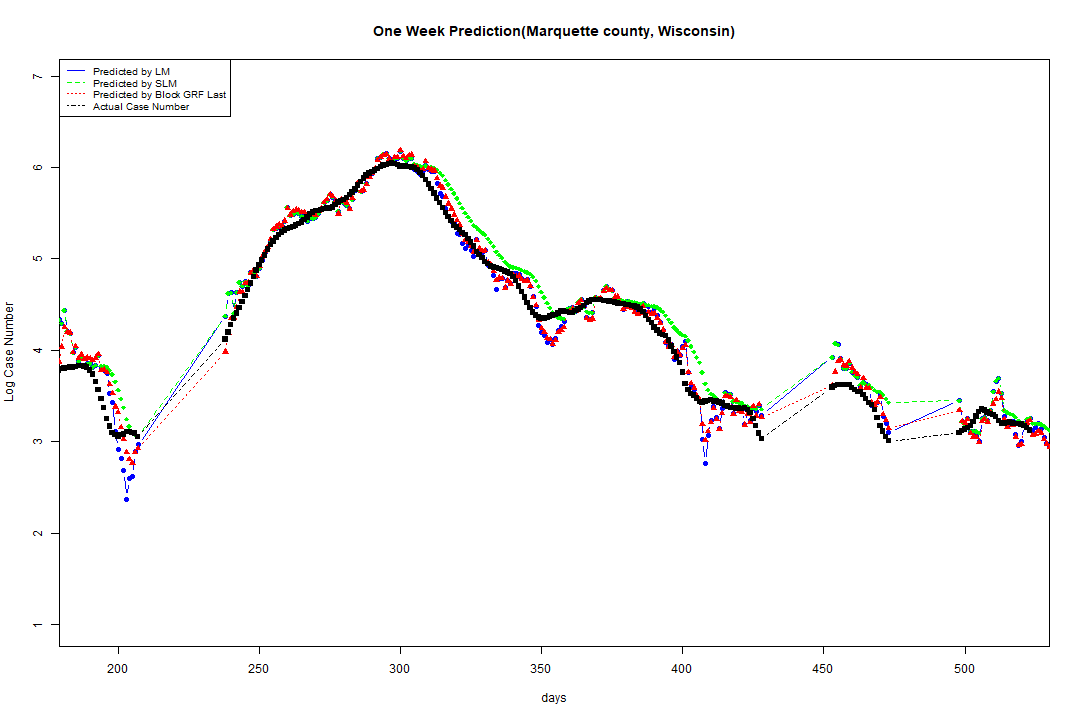 One Week Prediction(Marquette county, Wisconsin)
Predicted by LM
Predicted by SLM
Predicted by Block GRF Last
Actual Case Number
7
6
5
4
3
2
1
Log Case Number
200 250 300 350 400 450 500
days